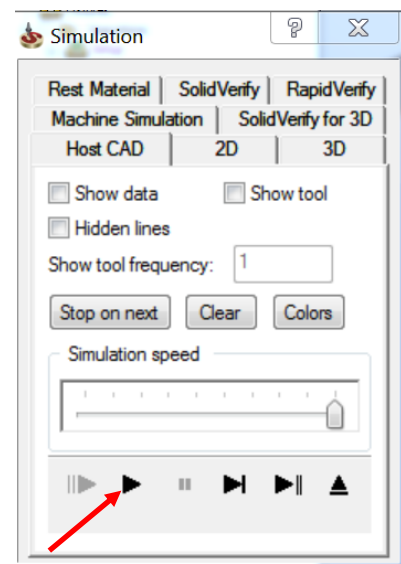 Simulation
Rest Material SolidVerify RapidVerify
Machine Simulation SolidVerify for 3D
Host CAD 2D 3D
Show data Show tool
Hidden lines
Show tool frequency: 1
Stop on next Clear Colors
Simulation speed